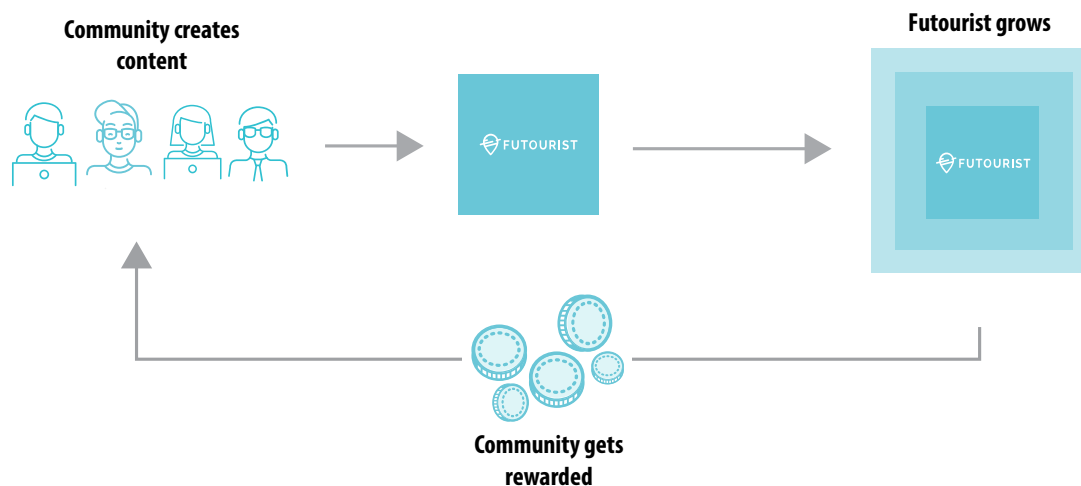 Community creates
content
Futourist grows
FUTOURIST
FUTOURIST
Community gets
rewarded